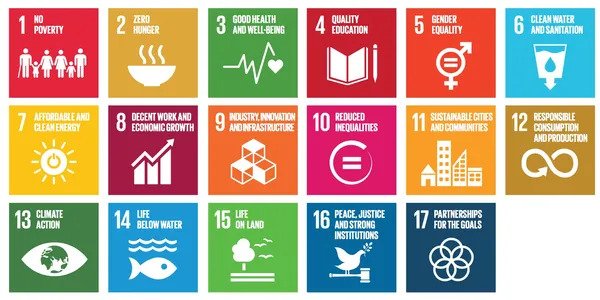 1 NO
POVERTY
2 ZERO
HUNGER
3 GOOD HEALTH
AND WELL-BEING
4 QUALITY
EDUCATION
5 GENDER
EQUALITY
6 CLEAN WATER
AND SANITATION
7 AFFORDABLE AND
CLEAN ENERGY
8 DECENT WORK AND
ECONOMIC GROWTH
9 INDUSTRY, INNOVATION
AND INFRASTRUCTURE
10 REDUCED
INEQUALITIES
11 SUSTAINABLE CITIES
AND COMMUNITIES
12 RESPONSIBLE
CONSUMPTION
AND PRODUCTION
13 CLIMATE
ACTION
14 LIFE
BELOW WATER
15 LIFE
ON LAND
16 PEACE, JUSTICE
AND STRONG
INSTITUTIONS
17 PARTNERSHIPS
FOR THE GOALS